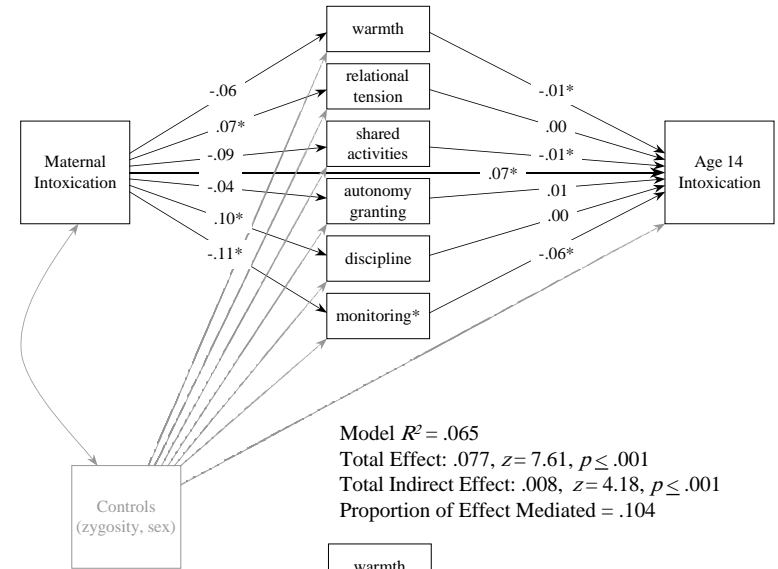 warmth
-.06
-.01*
relational
tension
.07*
.00
shared
activities
-.09
-.01*
Maternal
Intoxication
.07*
Age 14
Intoxication
-.04
autonomy
granting
.01
.10*
.00
discipline
-.11*
-.06*
monitoring*
Model R² = .065
Total Effect: .077, z = 7.61, p ≤ .001
Total Indirect Effect: .008, z = 4.18, p ≤ .001
Proportion of Effect Mediated = .104
Controls
(zygosity, sex)
warmth